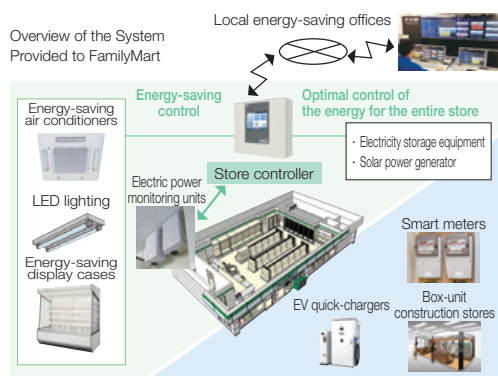 Overview of the System
Provided to FamilyMart
Local energy-saving offices
Energy-saving
air conditioners
LED lighting
Energy-saving
display cases
Energy-saving
control
Optimal control of
the energy for the entire store
・Electricity storage equipment
・Solar power generator
Store controller
Electric power
monitoring units
Smart meters
EV quick-chargers
Box-unit
construction stores